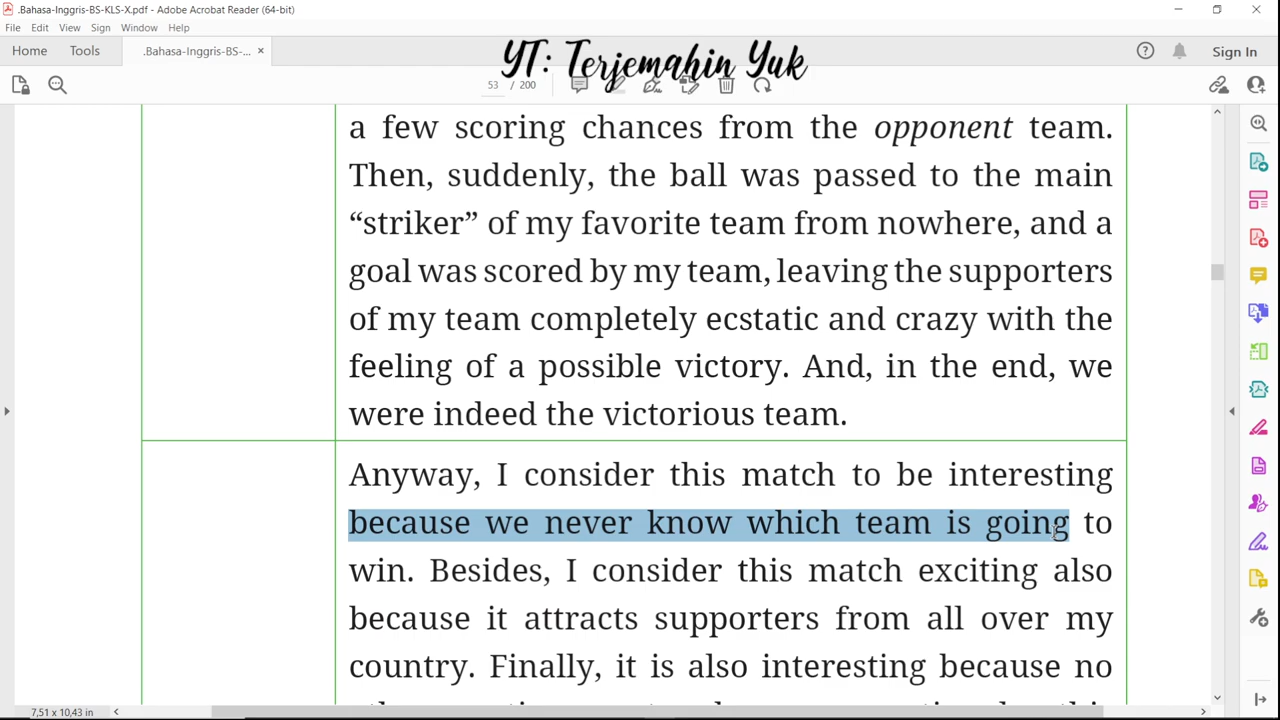 .Bahasa-Inggris-BS-KLS-X.pdf - Adobe Acrobat Reader (64-bit)
File Edit View Sign Window Help
Home Tools .Bahasa-Inggris-BS-... × Sign In
YT: Terjemahin Yuk
53 / 200
a few scoring chances from the opponent team.
Then, suddenly, the ball was passed to the main
“striker” of my favorite team from nowhere, and a
goal was scored by my team, leaving the supporters
of my team completely ecstatic and crazy with the
feeling of a possible victory. And, in the end, we
were indeed the victorious team.
Anyway, I consider this match to be interesting
because we never know which team is going to
win. Besides, I consider this match exciting also
because it attracts supporters from all over my
country. Finally, it is also interesting because no
7,51 x 10,43 in